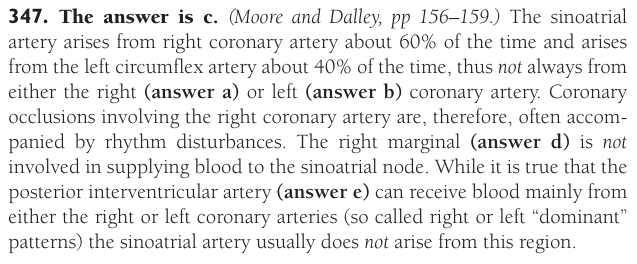 347. The answer is c. (Moore and Dalley, pp 156–159.) The sinoatrial
artery arises from right coronary artery about 60% of the time and arises
from the left circumflex artery about 40% of the time, thus not always from
either the right (answer a) or left (answer b) coronary artery. Coronary
occlusions involving the right coronary artery are, therefore, often accom-
panied by rhythm disturbances. The right marginal (answer d) is not
involved in supplying blood to the sinoatrial node. While it is true that the
posterior interventricular artery (answer e) can receive blood mainly from
either the right or left coronary arteries (so called right or left “dominant”
patterns) the sinoatrial artery usually does not arise from this region.